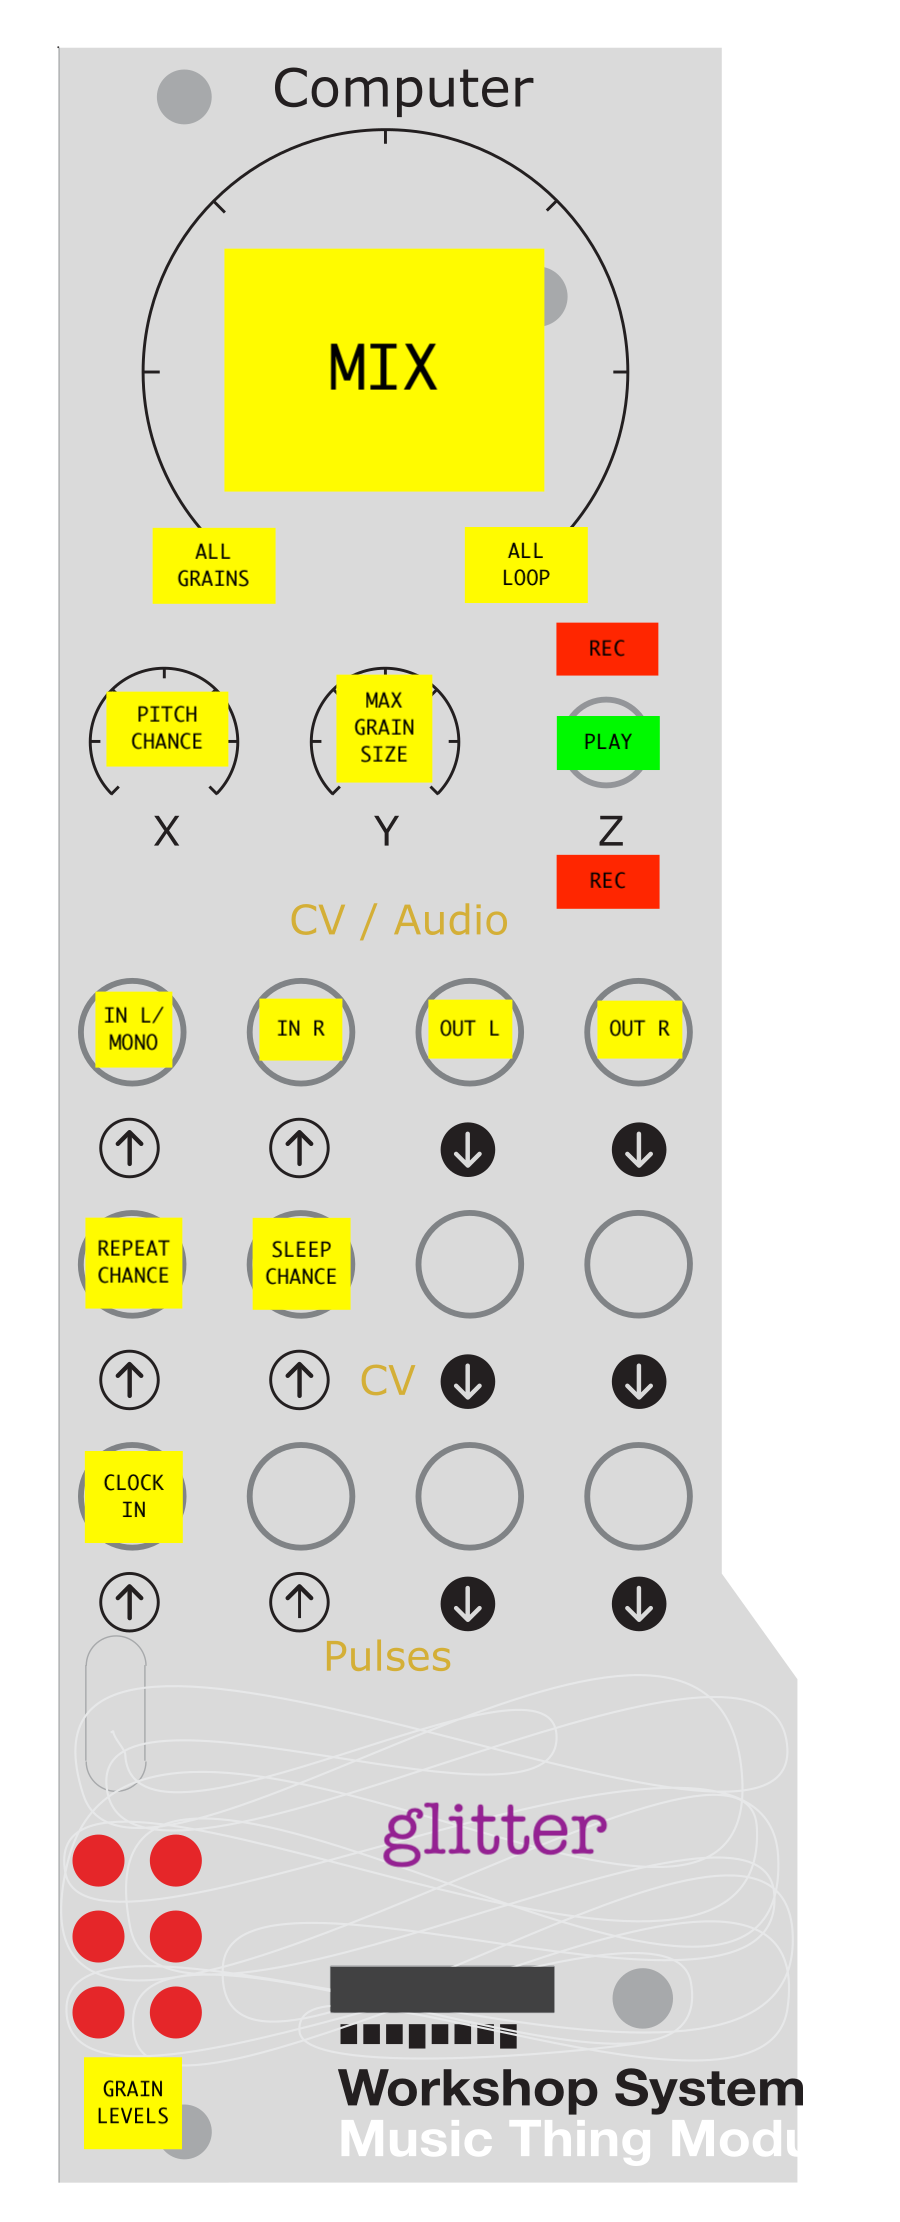 Computer
MIX
ALL
GRAINS
ALL
LOOP
REC
PITCH
CHANCE
MAX
GRAIN
SIZE
PLAY
X
Y
Z
REC
CV / Audio
IN L/
MONO
IN R
OUT L
OUT R
REPEAT
CHANCE
SLEEP
CHANCE
CV
CLOCK
IN
Pulses
glitter
GRAIN
LEVELS
Workshop System
Music Thing Modu